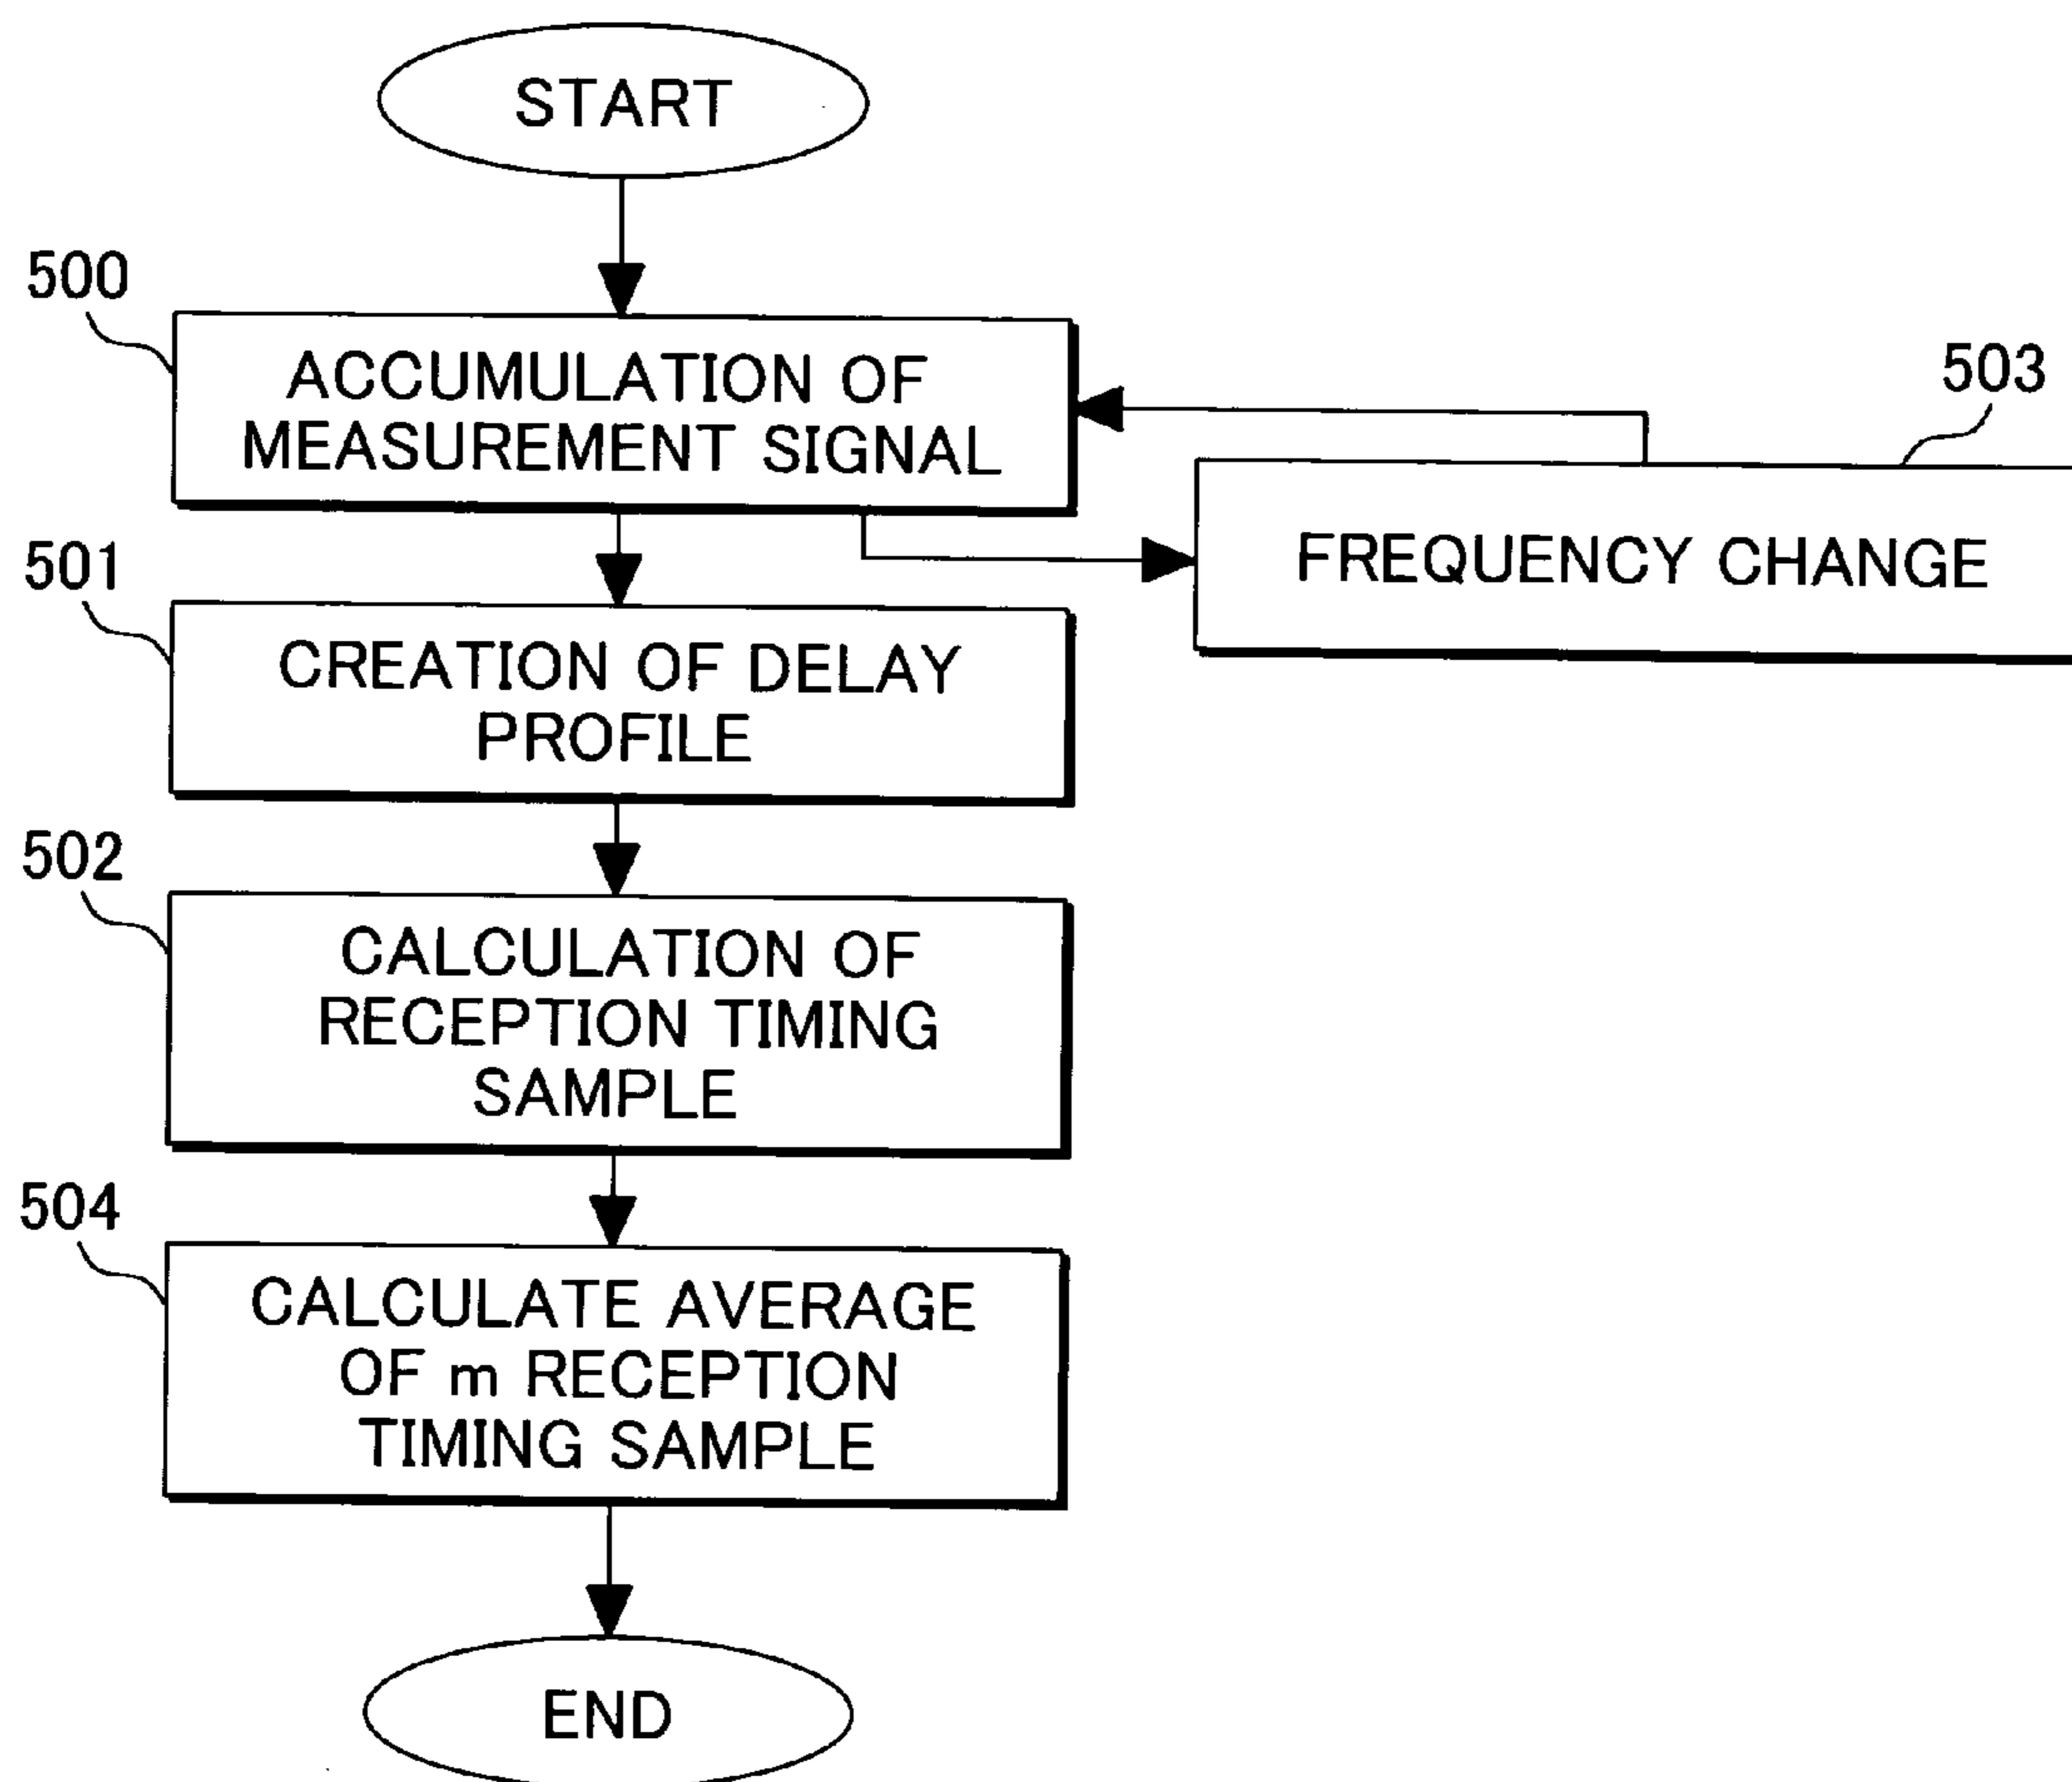 START
500
ACCUMULATION OF
MEASUREMENT SIGNAL
503
FREQUENCY CHANGE
501
CREATION OF DELAY
PROFILE
502
CALCULATION OF
RECEPTION TIMING
SAMPLE
504
CALCULATE AVERAGE
OF m RECEPTION
TIMING SAMPLE
END